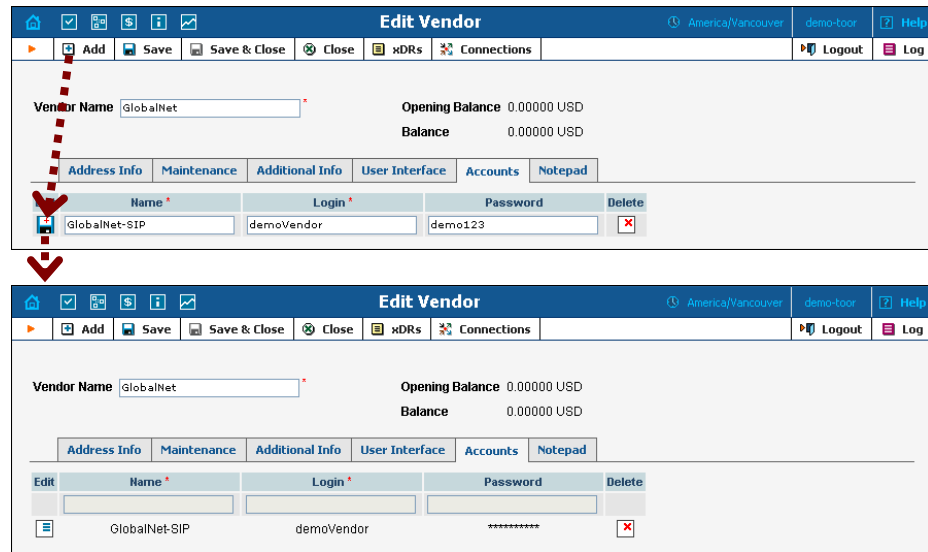 Edit Vendor America/Vancouver demo-toor ? Help
Add Save Save & Close Close xDRs Connections Logout Log
Vendor Name GlobalNet * Opening Balance 0.00000 USD
Balance 0.00000 USD
Address Info Maintenance Additional Info User Interface Accounts Notepad
Name * Login * Password Delete
GlobalNet-SIP demoVendor demo123
Edit Vendor America/Vancouver demo-toor ? Help
Add Save Save & Close Close xDRs Connections Logout Log
Vendor Name GlobalNet * Opening Balance 0.00000 USD
Balance 0.00000 USD
Address Info Maintenance Additional Info User Interface Accounts Notepad
Edit Name * Login * Password Delete
GlobalNet-SIP demoVendor **********